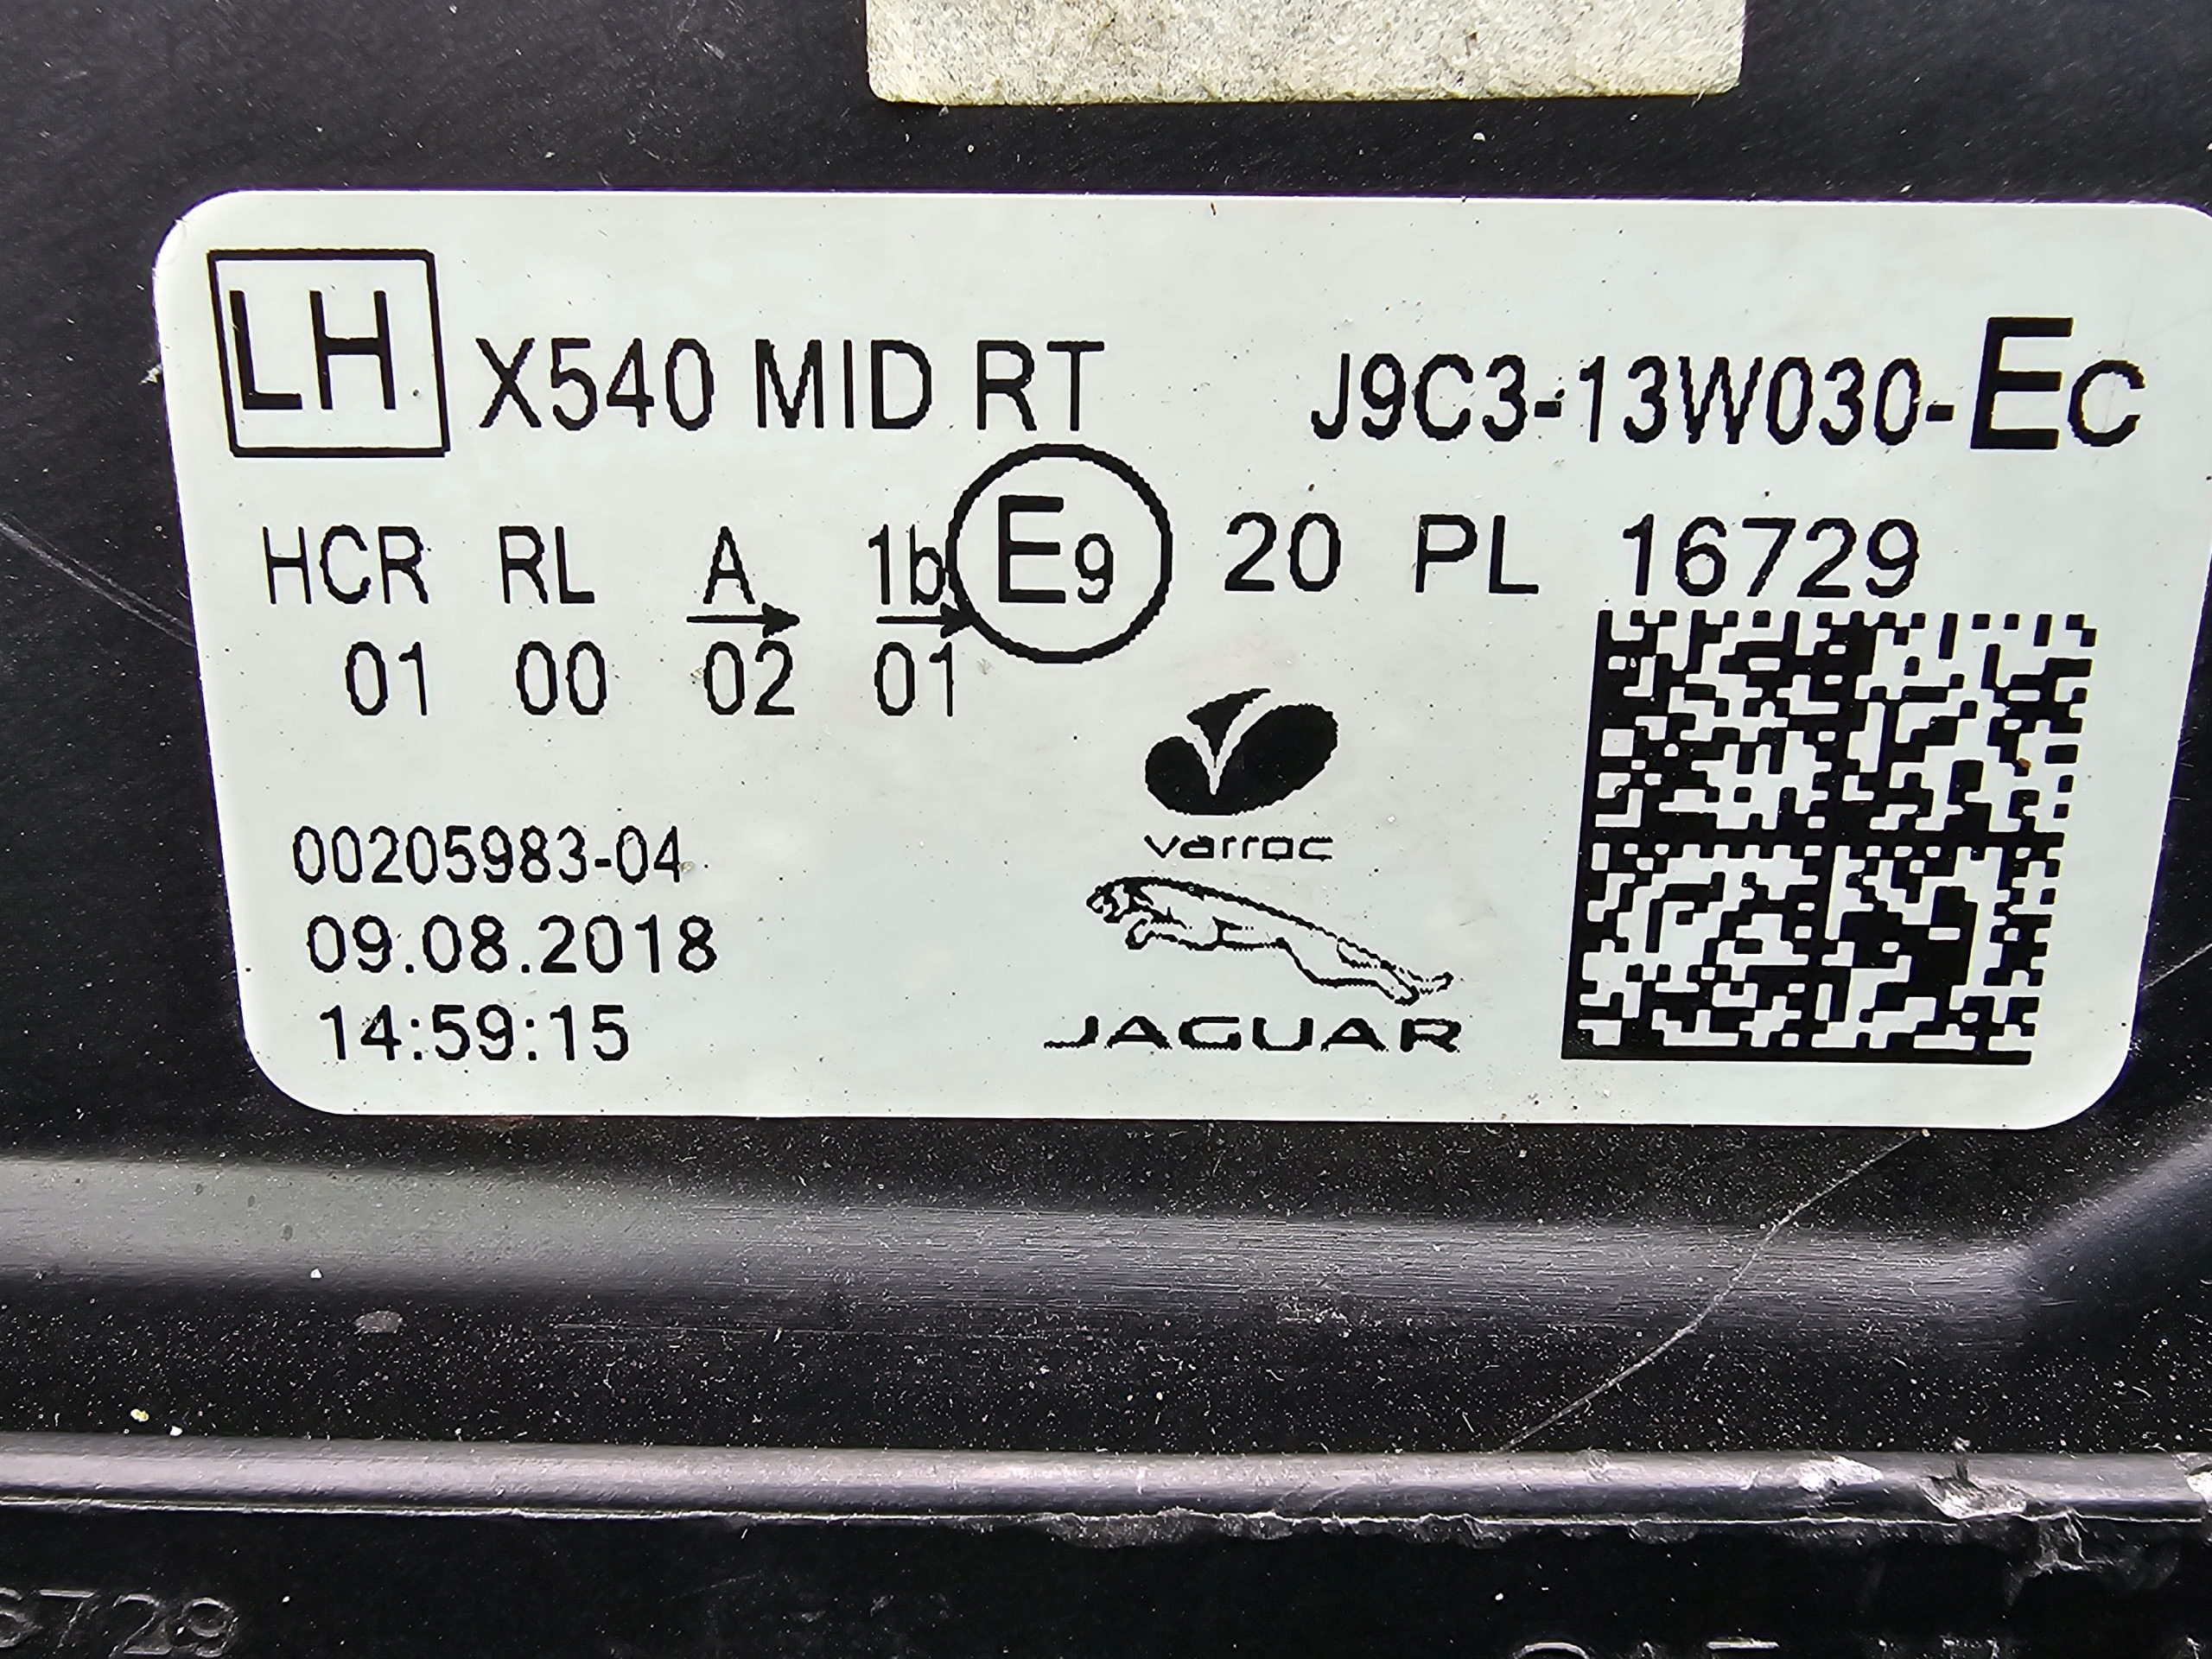 LH X540 MID RT J9C3-13W030-EC
HCR RL A 1b E9 20 PL 16729
01 00 02 01
varroc
00205983-04
09.08.2018
14:59:15
JAGUAR
6729